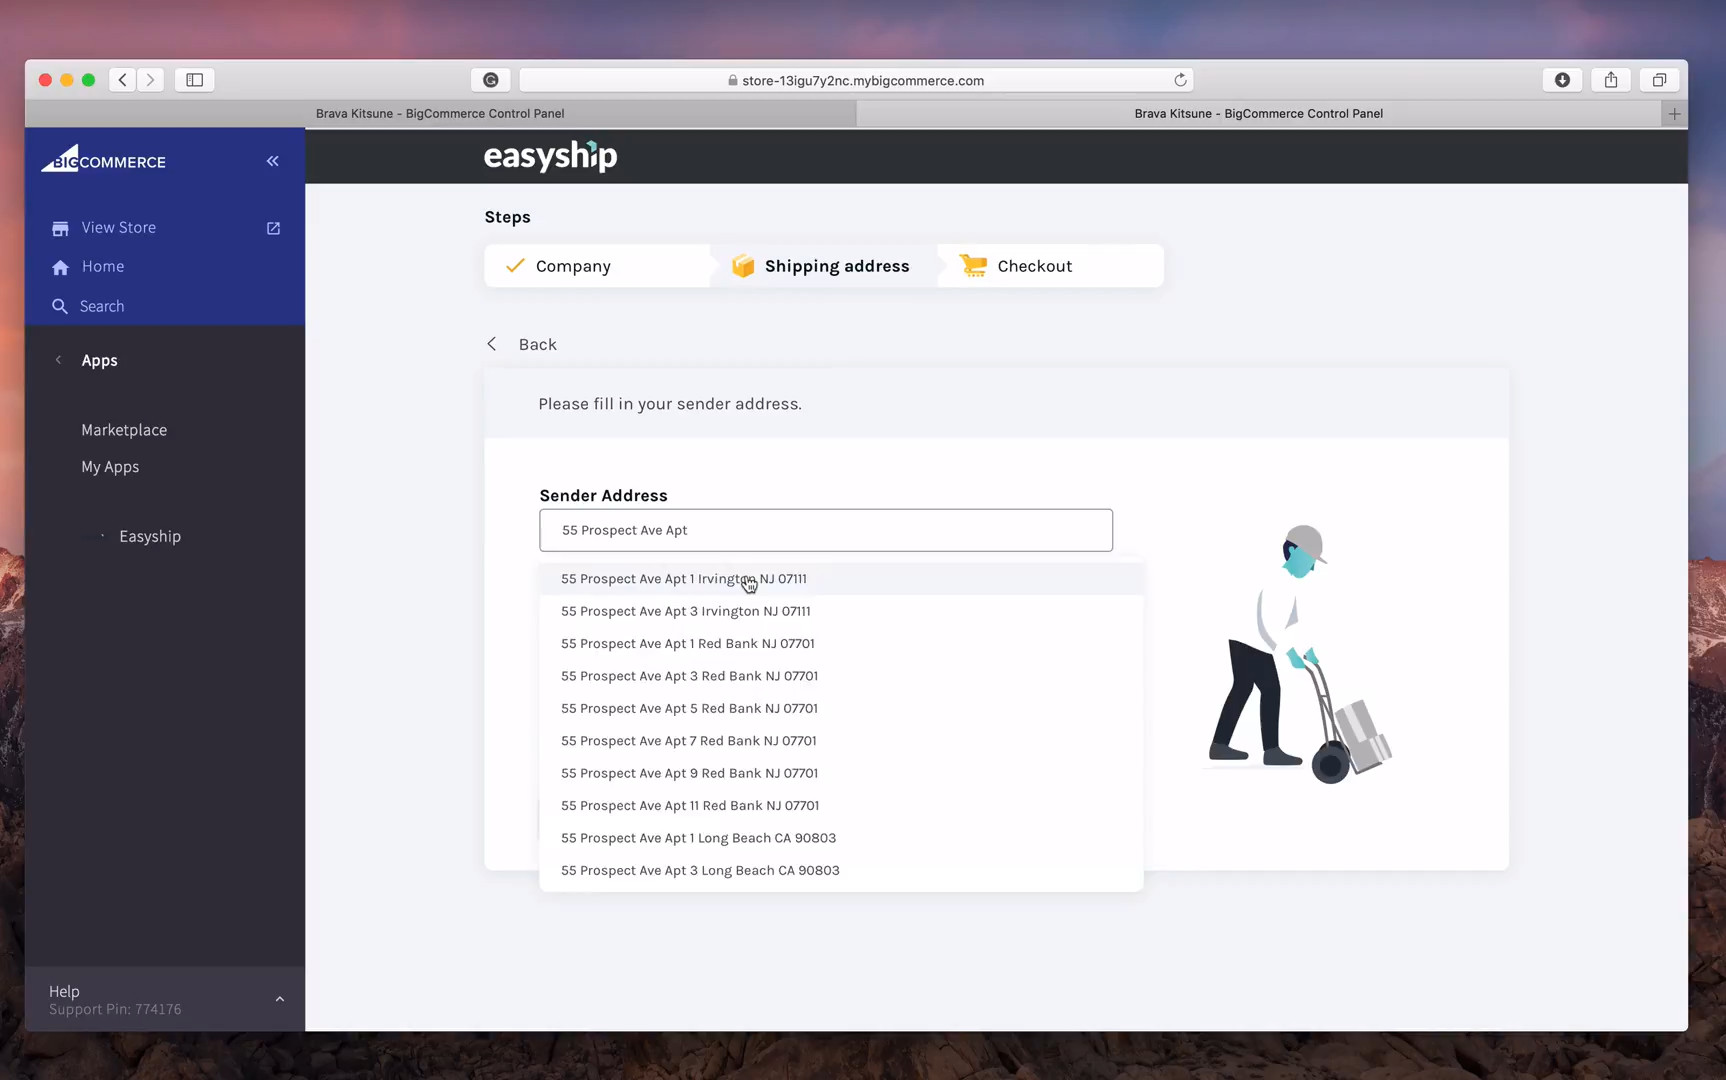 store-13igu7y2nc.mybigcommerce.com
Brava Kitsune - BigCommerce Control Panel
Brava Kitsune - BigCommerce Control Panel
BIGCOMMERCE
View Store
Home
Search
Apps
Marketplace
My Apps
Easyship
Help
Support Pin: 774176
easyship
Steps
Company
Shipping address
Checkout
Back
Please fill in your sender address.
Sender Address
55 Prospect Ave Apt
55 Prospect Ave Apt 1 Irvington NJ 07111
55 Prospect Ave Apt 3 Irvington NJ 07111
55 Prospect Ave Apt 1 Red Bank NJ 07701
55 Prospect Ave Apt 3 Red Bank NJ 07701
55 Prospect Ave Apt 5 Red Bank NJ 07701
55 Prospect Ave Apt 7 Red Bank NJ 07701
55 Prospect Ave Apt 9 Red Bank NJ 07701
55 Prospect Ave Apt 11 Red Bank NJ 07701
55 Prospect Ave Apt 1 Long Beach CA 90803
55 Prospect Ave Apt 3 Long Beach CA 90803